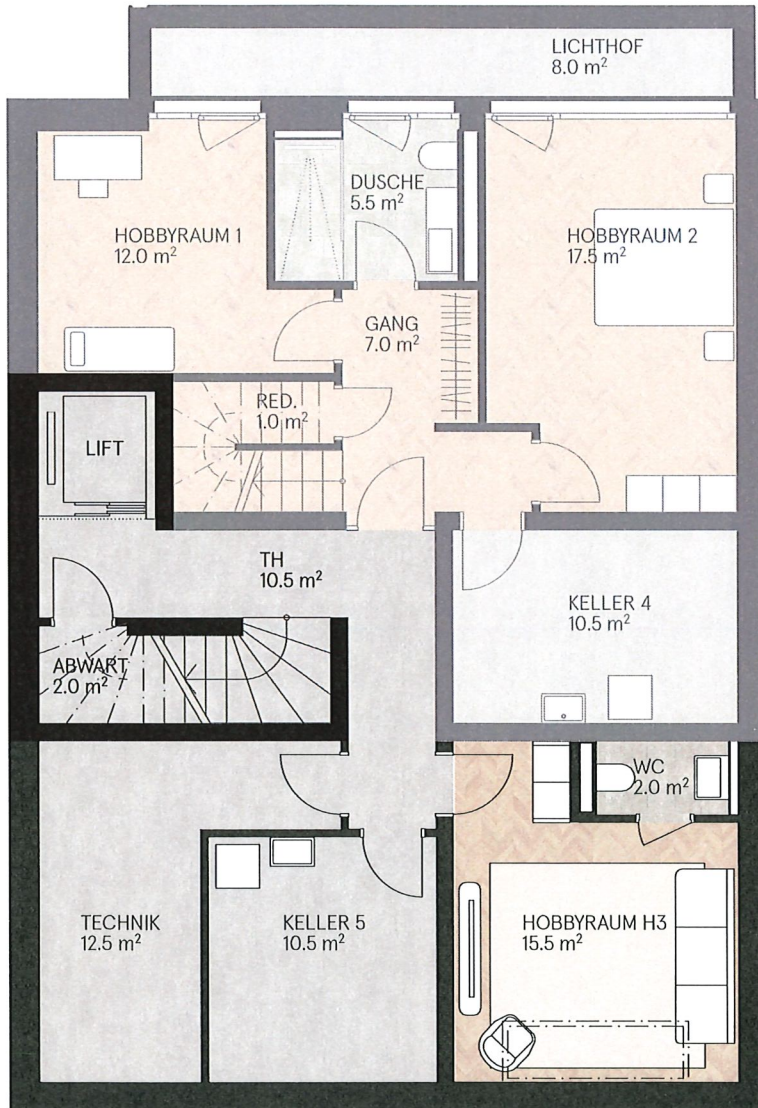 LICHTHOF
8.0 m²
DUSCHE
5.5 m²
HOBBYRAUM 1
12.0 m²
HOBBYRAUM 2
17.5 m²
GANG
7.0 m²
RED.
1.0 m²
LIFT
TH
10.5 m²
KELLER 4
10.5 m²
ABWART
2.0 m²
WC
2.0 m²
TECHNIK
12.5 m²
KELLER 5
10.5 m²
HOBBYRAUM H3
15.5 m²